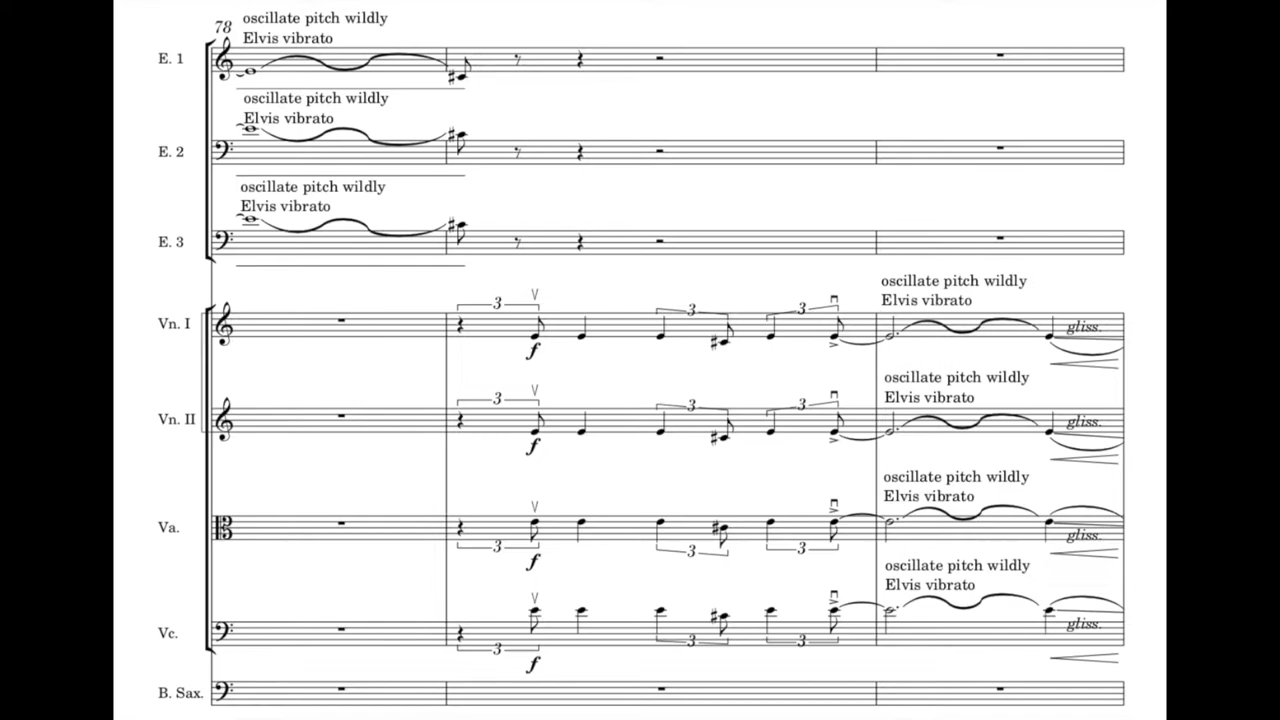 78
oscillate pitch wildly
Elvis vibrato
E. 1
oscillate pitch wildly
Elvis vibrato
E. 2
oscillate pitch wildly
Elvis vibrato
E. 3
oscillate pitch wildly
Elvis vibrato
Vn. I
3
3
3
gliss.
f
oscillate pitch wildly
Elvis vibrato
Vn. II
3
3
3
gliss.
f
oscillate pitch wildly
Elvis vibrato
Va.
gliss.
3
3
3
f
oscillate pitch wildly
Elvis vibrato
Vc.
gliss.
3
3
3
f
B. Sax.